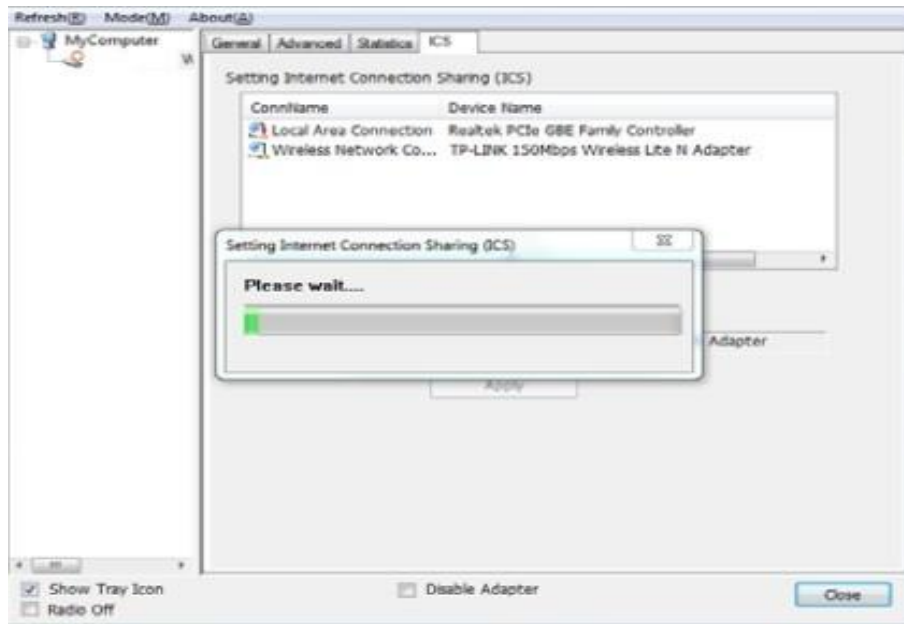 Refresh(R) Mode(M) About(A)
MyComputer
General Advanced Statistics ICS
Setting Internet Connection Sharing (ICS)
ConnName Device Name
Local Area Connection Realtek PCIe GBE Family Controller
Wireless Network Co... TP-LINK 150Mbps Wireless Lite N Adapter
Setting Internet Connection Sharing (ICS)
Please wait....
Adapter
Apply
Show Tray Icon
Disable Adapter
Radio Off
Close